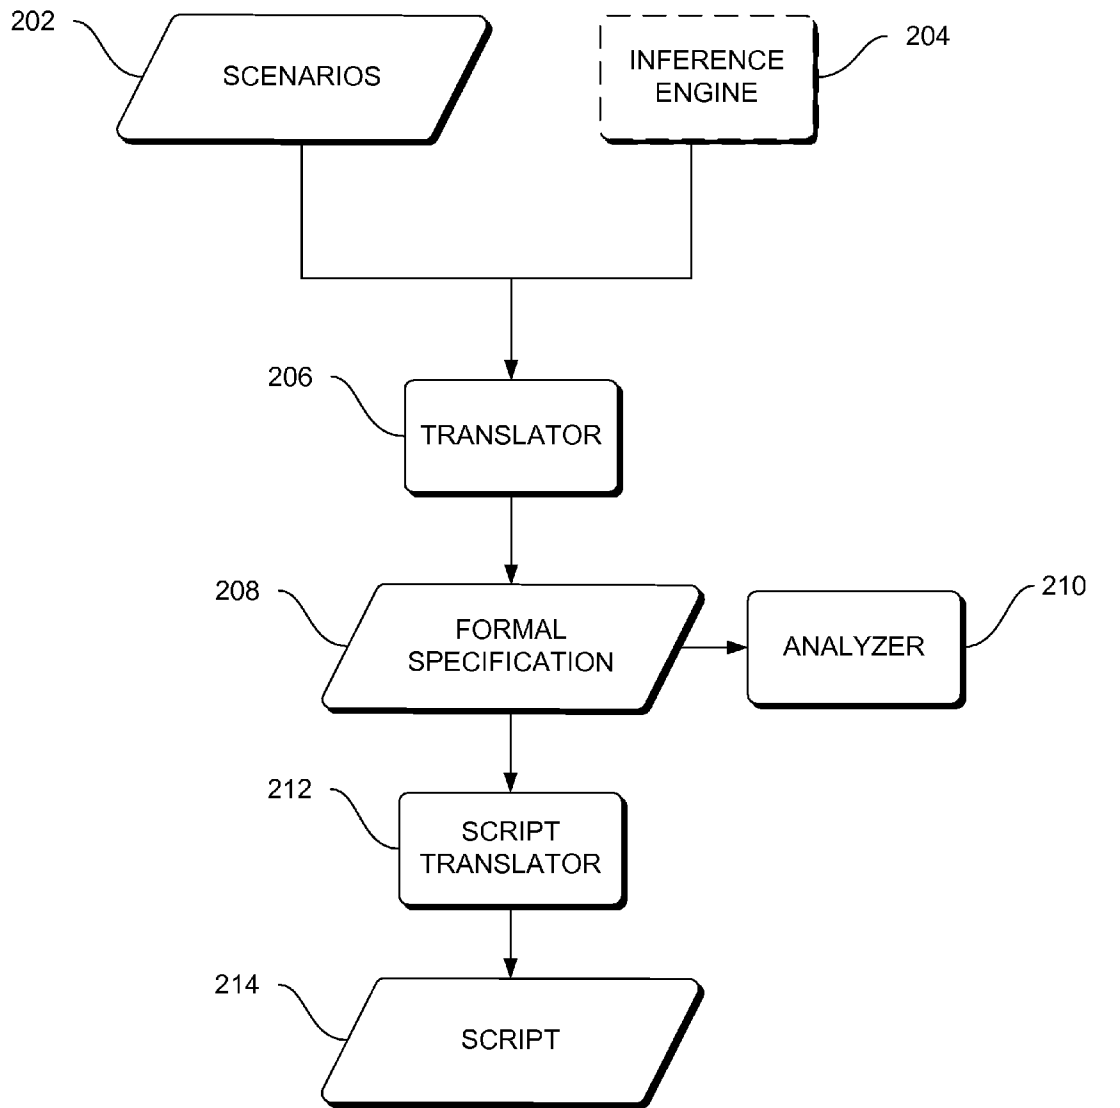 202
SCENARIOS
INFERENCE
ENGINE
204
206
TRANSLATOR
208
FORMAL
SPECIFICATION
ANALYZER
210
212
SCRIPT
TRANSLATOR
214
SCRIPT